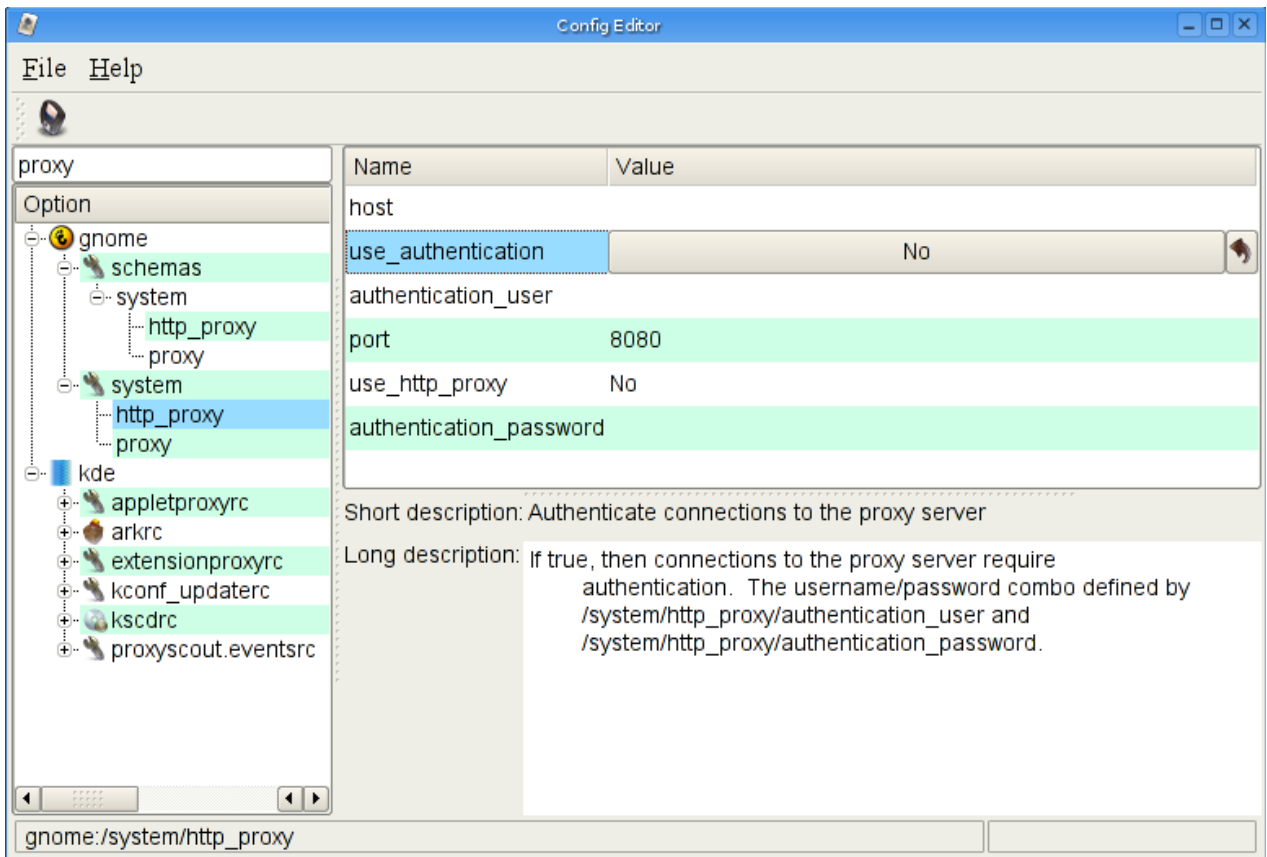 Config Editor
File Help
proxy
Option
gnome
schemas
system
http_proxy
proxy
system
http_proxy
proxy
kde
appletproxyrc
arkrc
extensionproxyrc
kconf_updaterc
kscdrc
proxyscout.eventsrc
Name Value
host
use_authentication No
authentication_user
port 8080
use_http_proxy No
authentication_password
Short description: Authenticate connections to the proxy server
Long description: If true, then connections to the proxy server require
authentication. The username/password combo defined by
/system/http_proxy/authentication_user and
/system/http_proxy/authentication_password.
gnome:/system/http_proxy